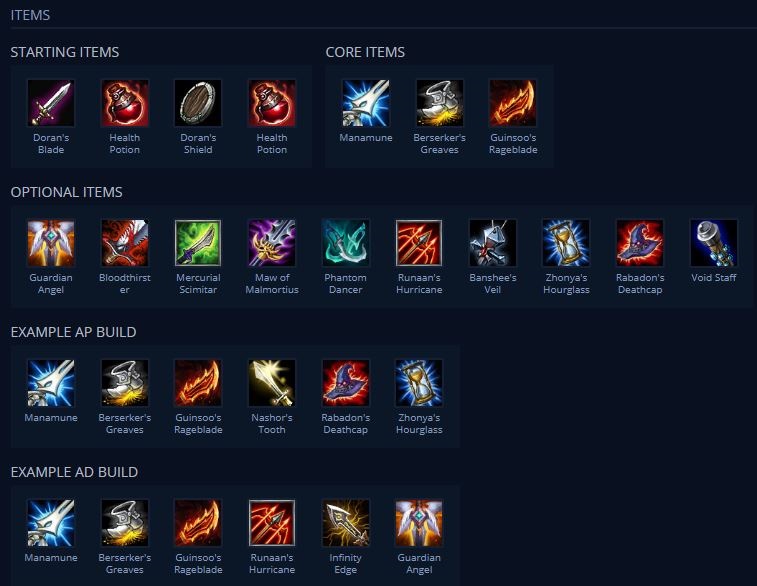 ITEMS
STARTING ITEMS
CORE ITEMS
Doran's Blade
Health Potion
Doran's Shield
Health Potion
Manamune
Berserker's Greaves
Guinsoo's Rageblade
OPTIONAL ITEMS
Guardian Angel
Bloodthirst er
Mercurial Scimitar
Maw of Malmortius
Phantom Dancer
Runaan's Hurricane
Banshee's Veil
Zhonya's Hourglass
Rabadon's Deathcap
Void Staff
EXAMPLE AP BUILD
Manamune
Berserker's Greaves
Guinsoo's Rageblade
Nashor's Tooth
Rabadon's Deathcap
Zhonya's Hourglass
EXAMPLE AD BUILD
Manamune
Berserker's Greaves
Guinsoo's Rageblade
Runaan's Hurricane
Infinity Edge
Guardian Angel